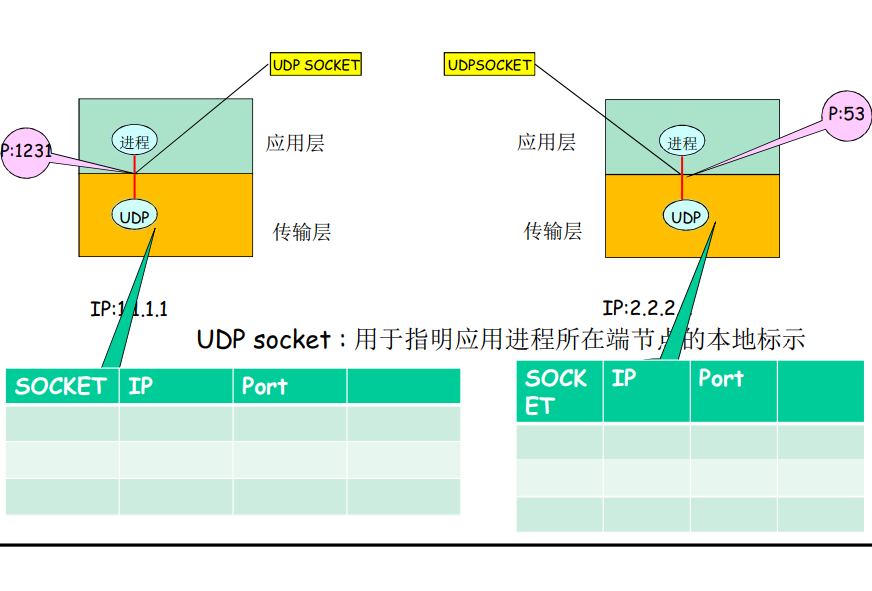 UDP SOCKET
UDPSOCKET
P:1231
进程
应用层
应用层
进程
P:53
UDP
传输层
传输层
UDP
IP:1.1.1.1
IP:2.2.2
UDP socket : 用于指明应用进程所在端节点的本地标示
SOCKET IP Port
SOCK
ET IP Port